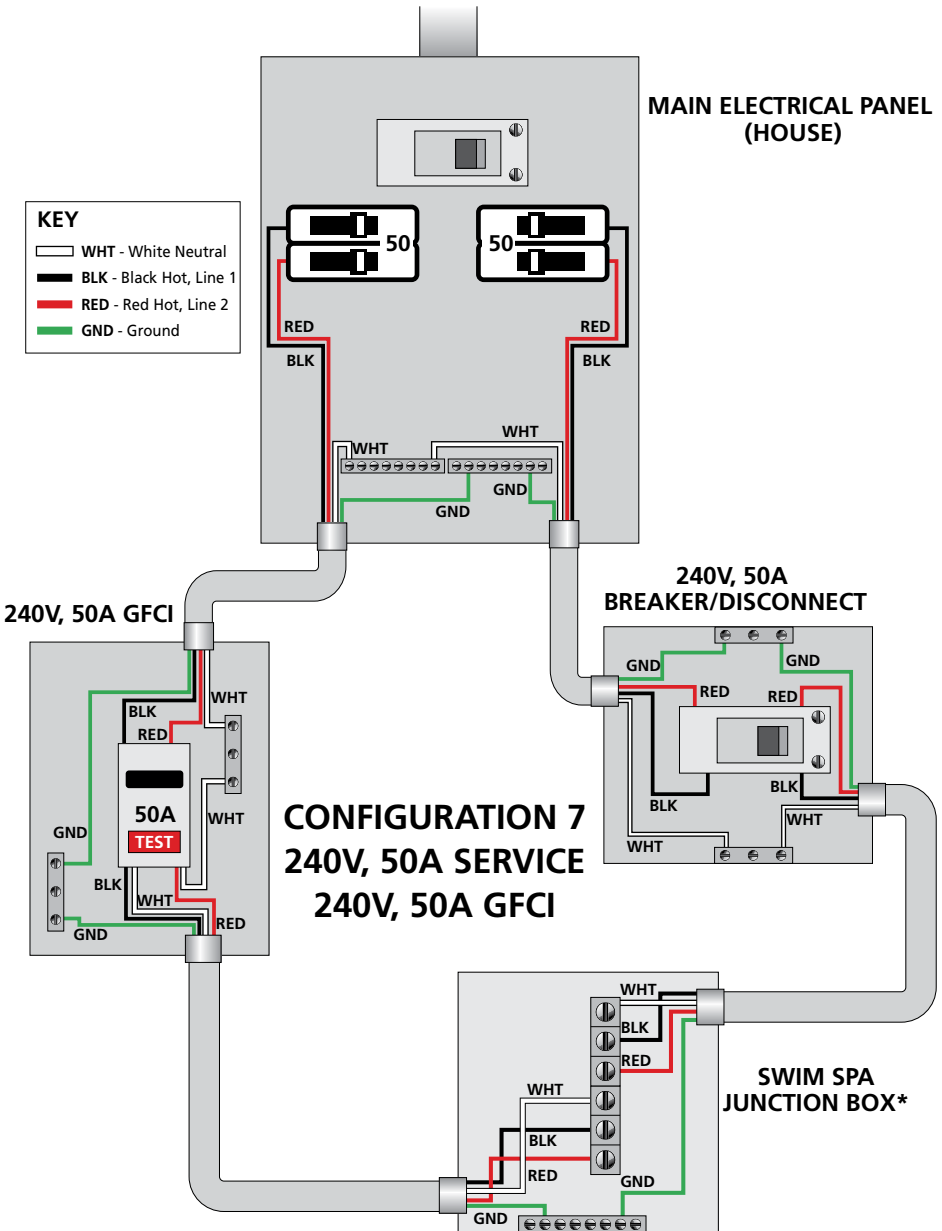 MAIN ELECTRICAL PANEL
(HOUSE)
KEY
WHT - White Neutral
BLK - Black Hot, Line 1
RED - Red Hot, Line 2
GND - Ground
50
50
RED
BLK
RED
BLK
WHT
WHT
GND
GND
240V, 50A GFCI
WHT
BLK
RED
50A
TEST
WHT
GND
BLK
WHT
RED
GND
240V, 50A
BREAKER/DISCONNECT
GND
GND
RED
RED
BLK
BLK
WHT
WHT
CONFIGURATION 7
240V, 50A SERVICE
240V, 50A GFCI
WHT
BLK
RED
WHT
BLK
RED
GND
GND
SWIM SPA
JUNCTION BOX*